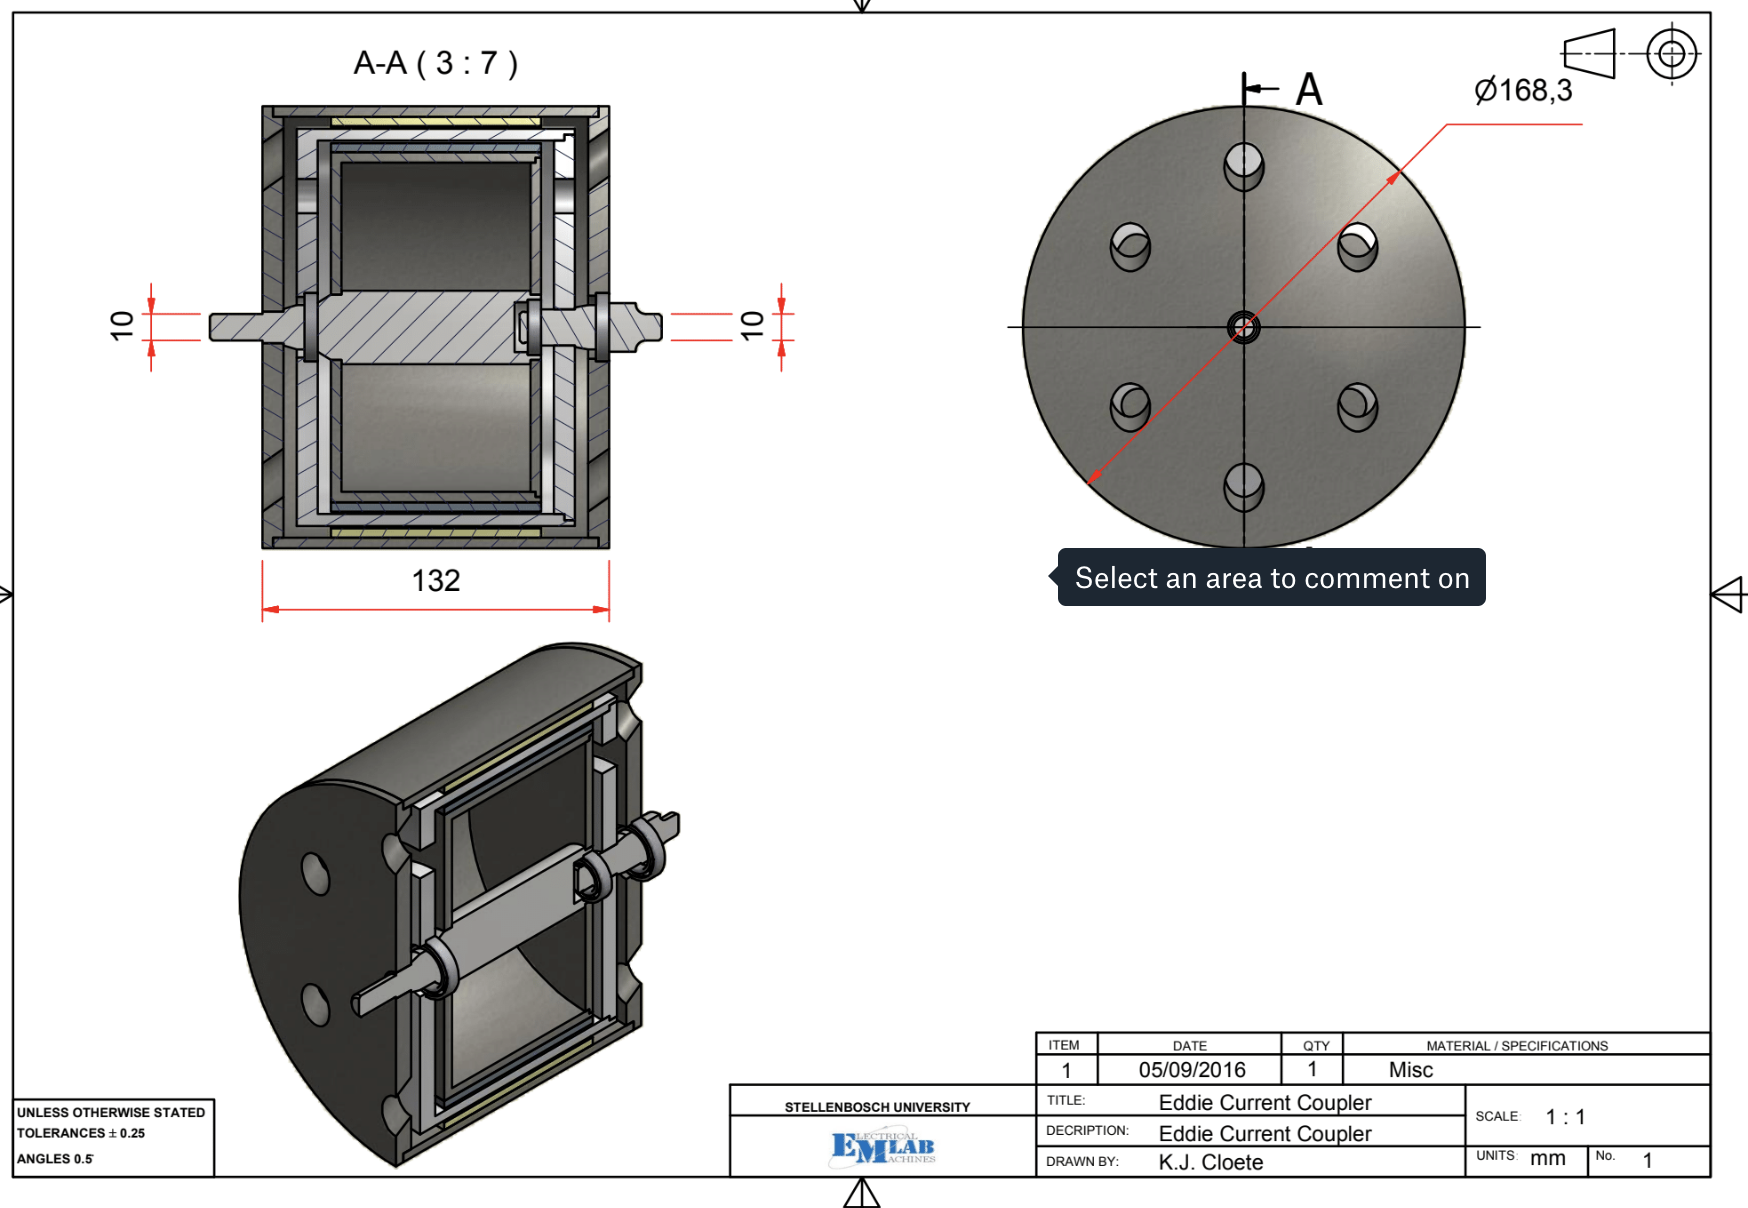 A-A ( 3 : 7 )
A
Ø168,3
10
10
132
Select an area to comment on
ITEM DATE QTY MATERIAL / SPECIFICATIONS
1 05/09/2016 1 Misc
STELLENBOSCH UNIVERSITY
ELECTRICAL
EMLAB
MACHINES
TITLE: Eddie Current Coupler
DECRIPTION: Eddie Current Coupler
DRAWN BY: K.J. Cloete
SCALE: 1 : 1
UNITS: mm No. 1
UNLESS OTHERWISE STATED
TOLERANCES ± 0.25
ANGLES 0.5'